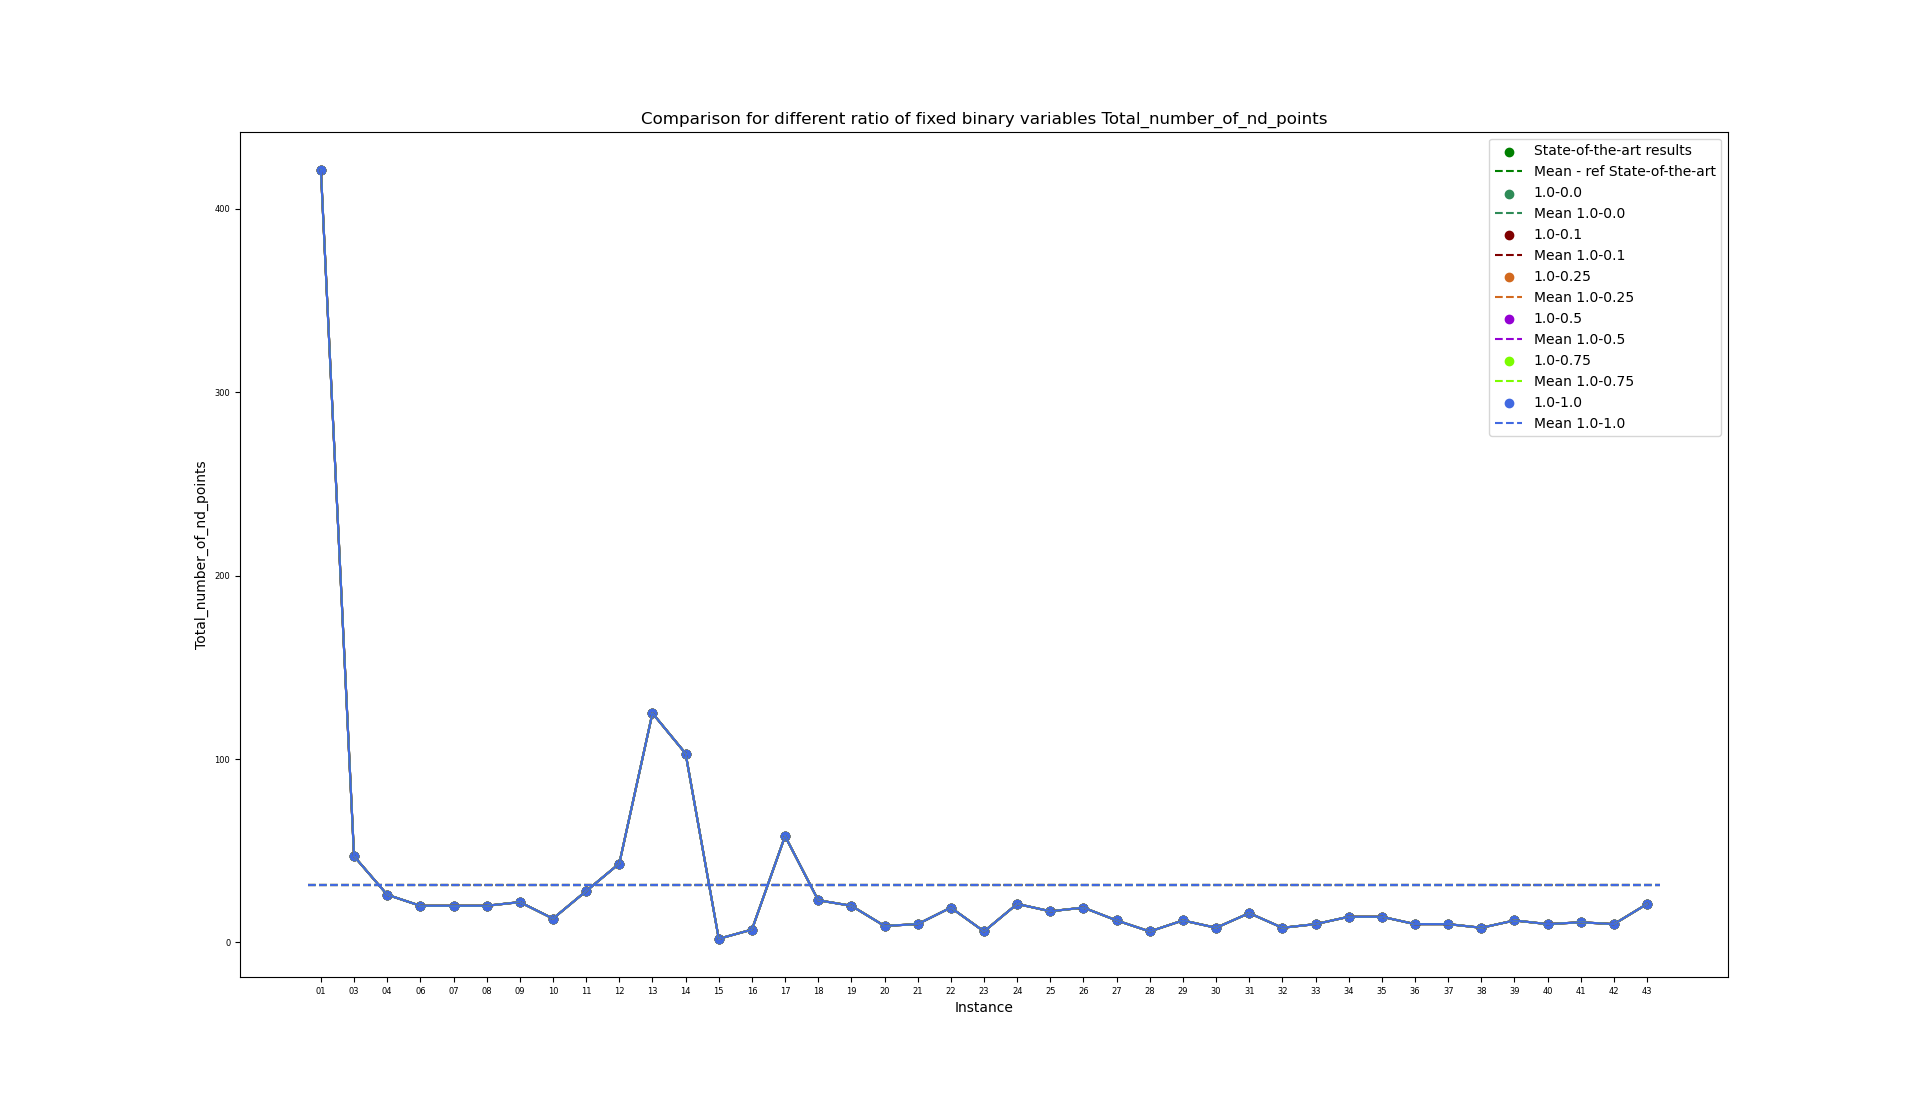 Comparison for different ratio of fixed binary variables Total_number_of_nd_points
State-of-the-art results
Mean - ref State-of-the-art
1.0-0.0
Mean 1.0-0.0
1.0-0.1
Mean 1.0-0.1
1.0-0.25
Mean 1.0-0.25
1.0-0.5
Mean 1.0-0.5
1.0-0.75
Mean 1.0-0.75
1.0-1.0
Mean 1.0-1.0
Total_number_of_nd_points
400
300
200
100
0
01 03 04 06 07 08 09 10 11 12 13 14 15 16 17 18 19 20 21 22 23 24 25 26 27 28 29 30 31 32 33 34 35 36 37 38 39 40 41 42 43
Instance